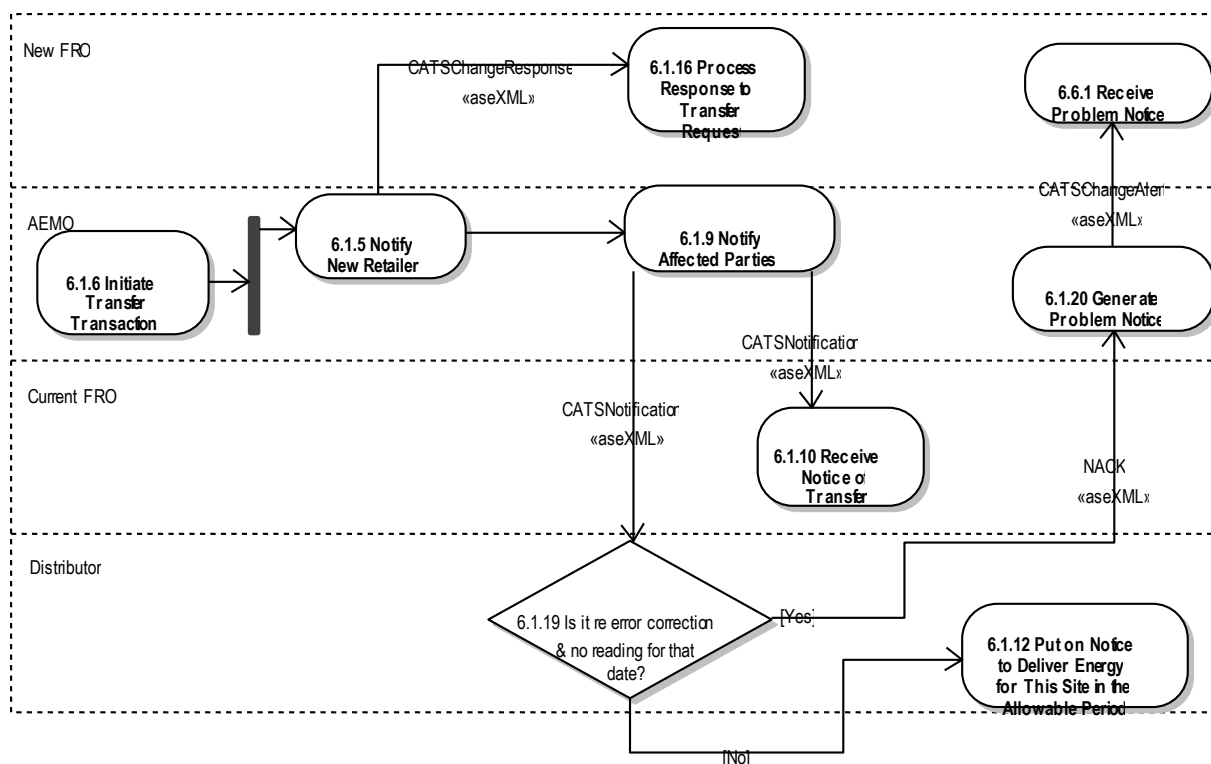 New FRO
CATSChangeResponse
«aseXML»
6.1.16 Process
Response to
Transfer
Reques
6.6.1 Receive
Problem Notice
CATSChangeAlert
«aseXML»
AEMO
6.1.6 Initiate
Transfer
Transaction
6.1.5 Notify
New Retailer
6.1.9 Notify
Affected Parties
6.1.20 Generate
Problem Notice
Current FRO
CATSNotification
«aseXML»
CATSNotification
«aseXML»
6.1.10 Receive
Notice of
Transfer
NACK
«aseXML»
Distributor
6.1.19 Is it re error correction
& no reading for that
date?
[Yes]
[No]
6.1.12 Put on Notice
to Deliver Energy
for This Site in the
Allowable Period